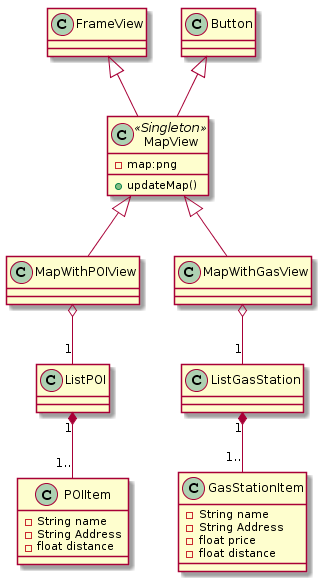 C FrameView
C Button
C «Singleton»
MapView
map:png
updateMap()
C MapWithPOIView
C MapWithGasView
1
1
C ListPOI
C ListGasStation
1
1
1..
1..
C POIItem
String name
String Address
float distance
C GasStationItem
String name
String Address
float price
float distance